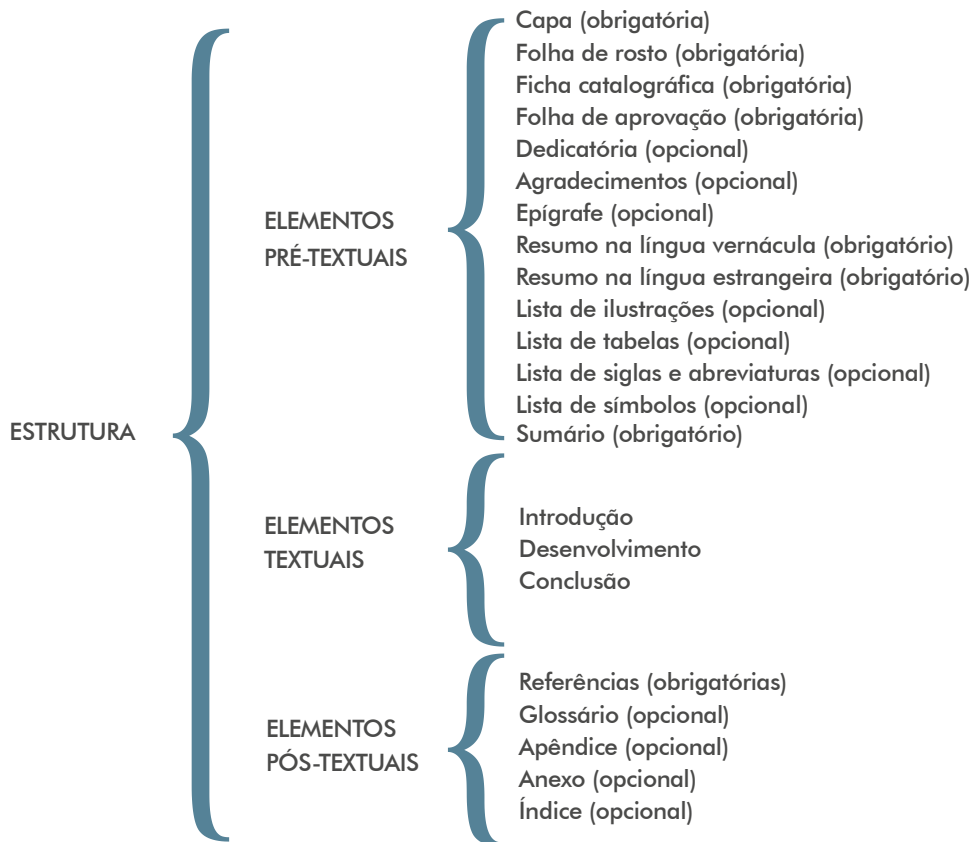 ESTRUTURA
ELEMENTOS
PRÉ-TEXTUAIS
Capa (obrigatória)
Folha de rosto (obrigatória)
Ficha catalográfica (obrigatória)
Folha de aprovação (obrigatória)
Dedicatória (opcional)
Agradecimentos (opcional)
Epígrafe (opcional)
Resumo na língua vernácula (obrigatório)
Resumo na língua estrangeira (obrigatório)
Lista de ilustrações (opcional)
Lista de tabelas (opcional)
Lista de siglas e abreviaturas (opcional)
Lista de símbolos (opcional)
Sumário (obrigatório)
ELEMENTOS
TEXTUAIS
Introdução
Desenvolvimento
Conclusão
ELEMENTOS
PÓS-TEXTUAIS
Referências (obrigatórias)
Glossário (opcional)
Apêndice (opcional)
Anexo (opcional)
Índice (opcional)